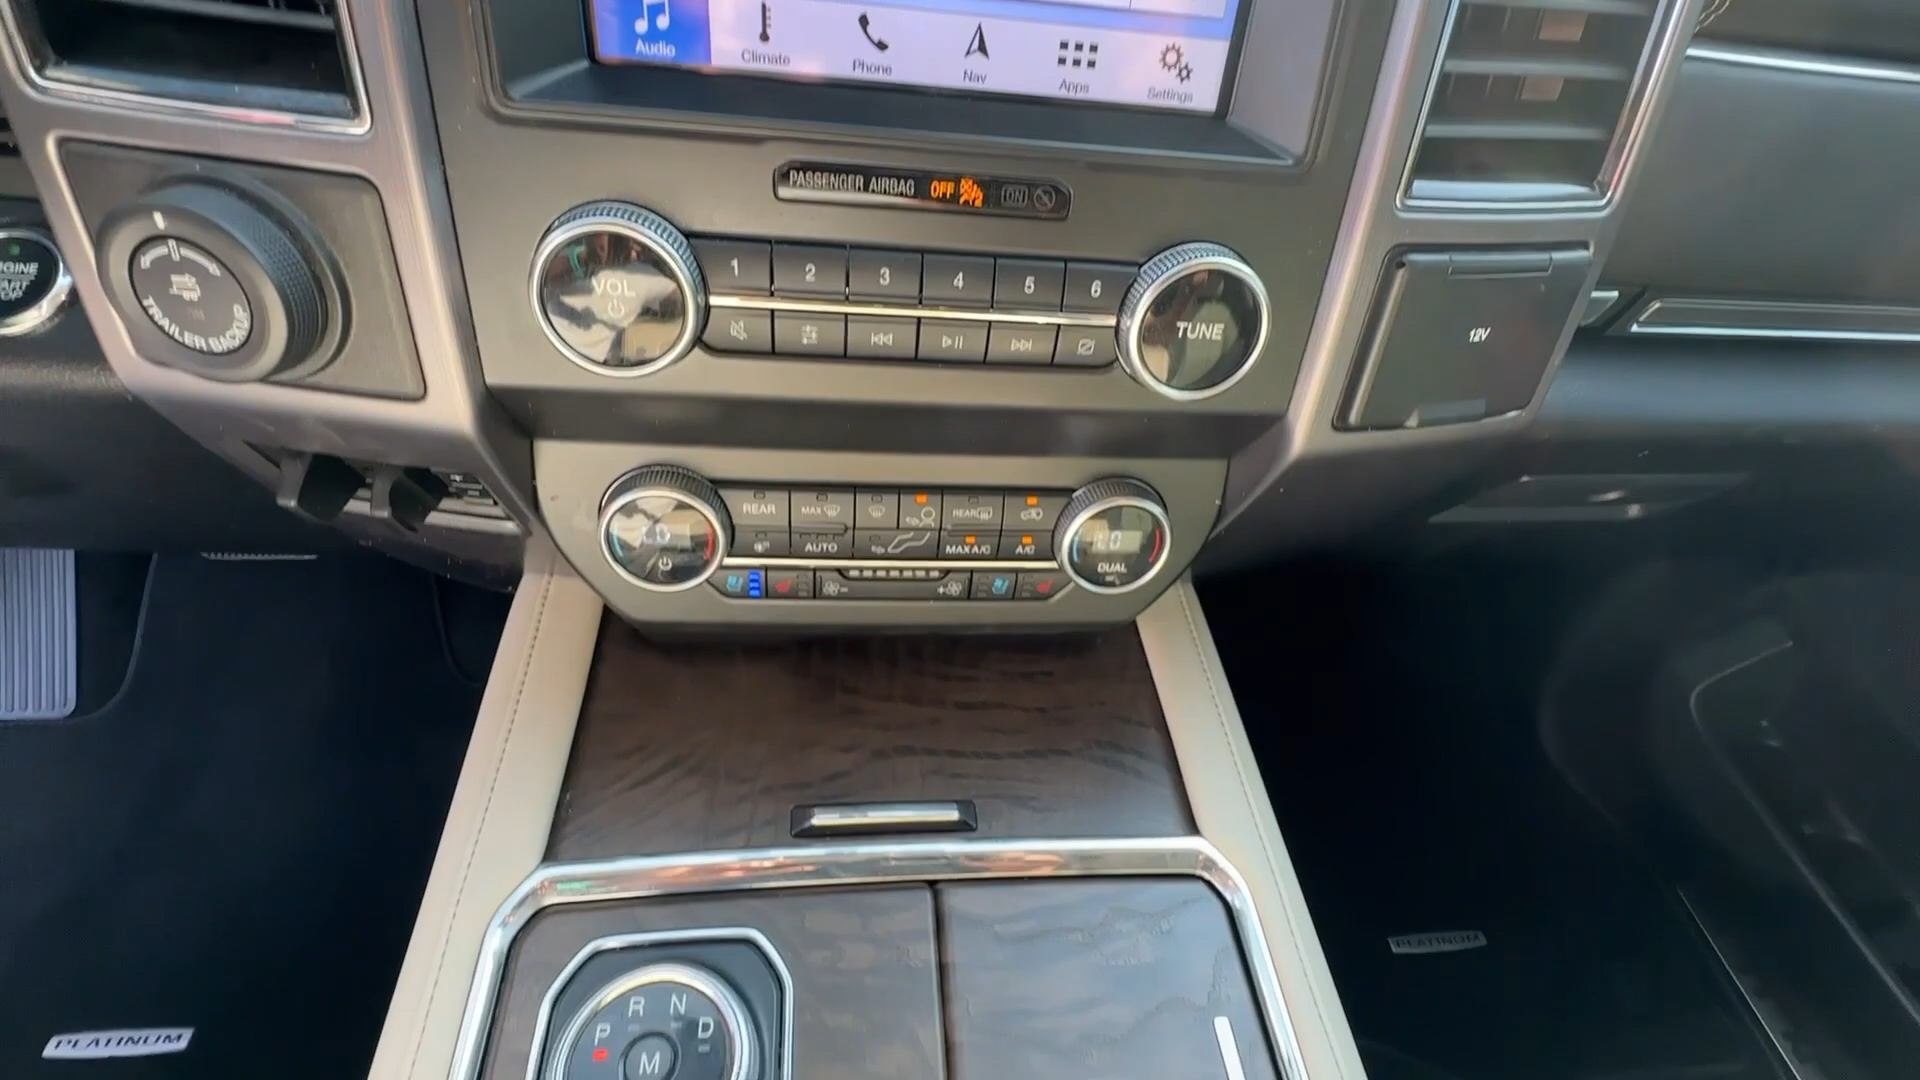 Audio
Climate
Phone
Nav
Apps
Settings
PASSENGER AIRBAG OFF ON
TRAILER BACKUP
VOL
1 2 3 4 5 6
TUNE
12V
LO
REAR
MAX
REAR
AUTO
MAX A/C
A/C
LO
DUAL
P R N D
M
PLATINUM
PLATINUM